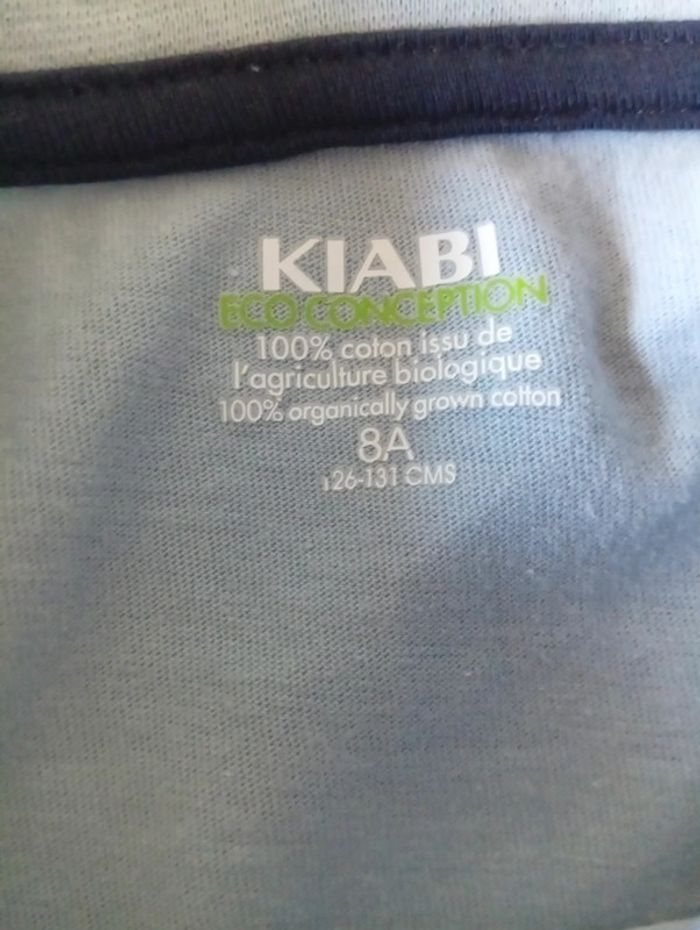 KIABI
ECO CONCEPTION
100% coton issu de
l'agriculture biologique
100% organically grown cotton
8A
126-131 CMS